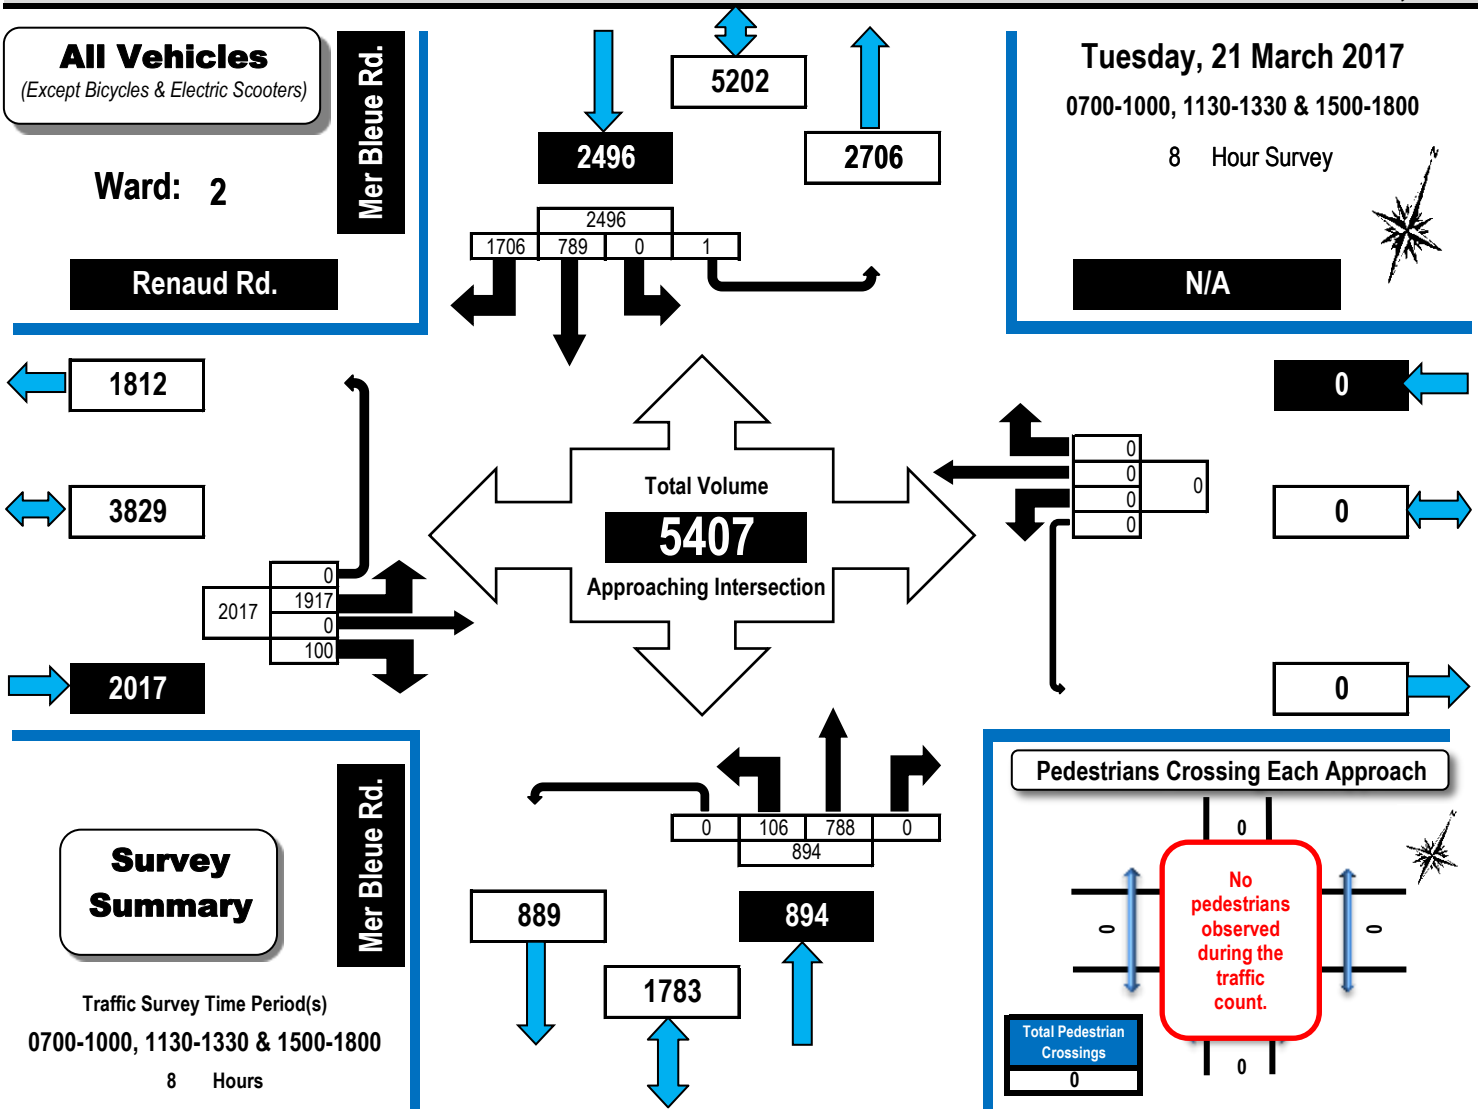 All Vehicles
(Except Bicycles & Electric Scooters)
Ward: 2
Mer Bleue Rd.
Renaud Rd.
2496
5202
2706
2496
1706 789 0 1
Tuesday, 21 March 2017
0700-1000, 1130-1330 & 1500-1800
8 Hour Survey
N
N/A
1812
3829
0
1917
2017
0
100
2017
Total Volume
5407
Approaching Intersection
0
0
0
0
0
0
0
0
Survey
Summary
Mer Bleue Rd.
Traffic Survey Time Period(s)
0700-1000, 1130-1330 & 1500-1800
8 Hours
0 106 788 0
894
889
894
1783
Pedestrians Crossing Each Approach
N
0
0
No
pedestrians
observed
during the
traffic
count.
0
0
Total Pedestrian
Crossings
0